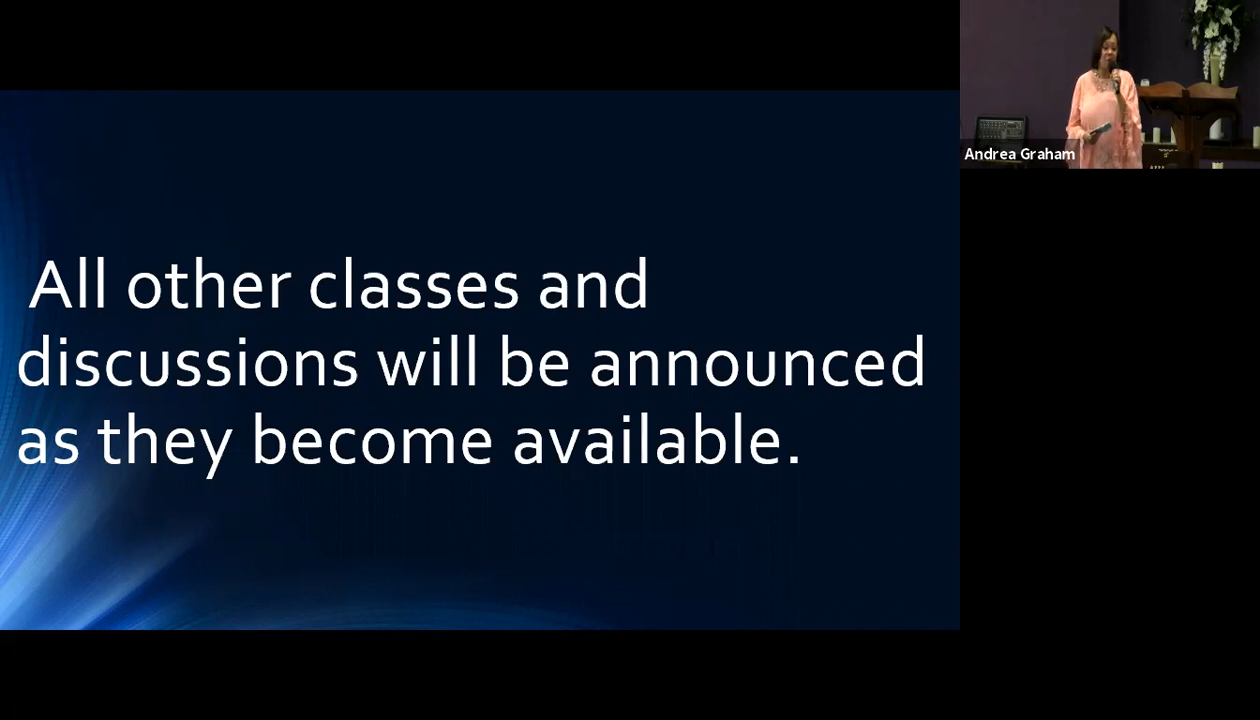 All other classes and
discussions will be announced
as they become available.
Andrea Graham